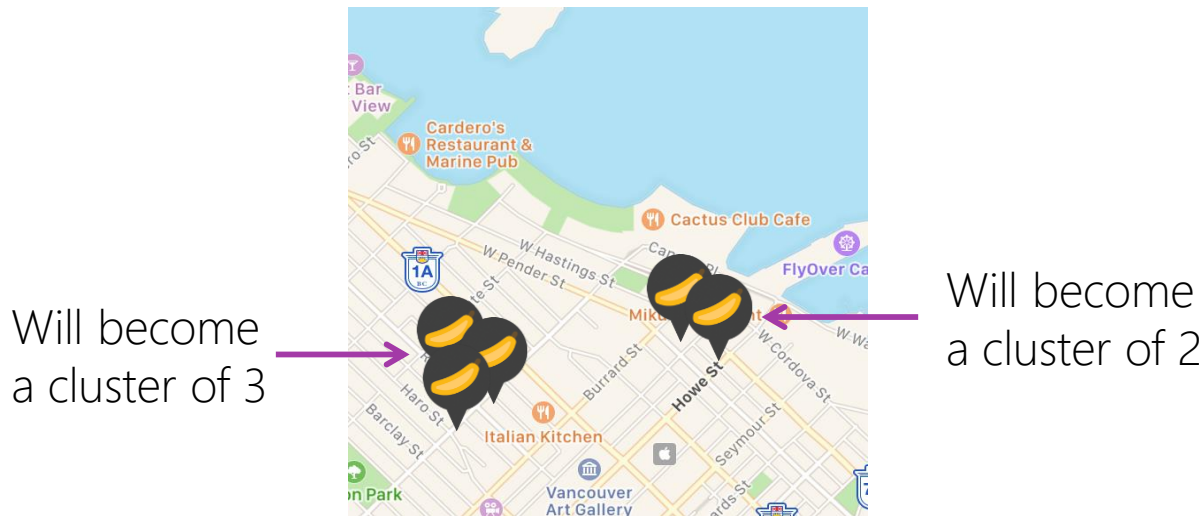 Will become
a cluster of 3
Bar
View
Cardero's
Restaurant &
Marine Pub
Cactus Club Cafe
1A
BC
W Pender St
W Hastings St
FlyOver Ca
Burrard St
Howe St
W Cordova St
Seymour St
Haro St
Barclay St
Italian Kitchen
Vancouver
Art Gallery
on Park
Will become
a cluster of 2